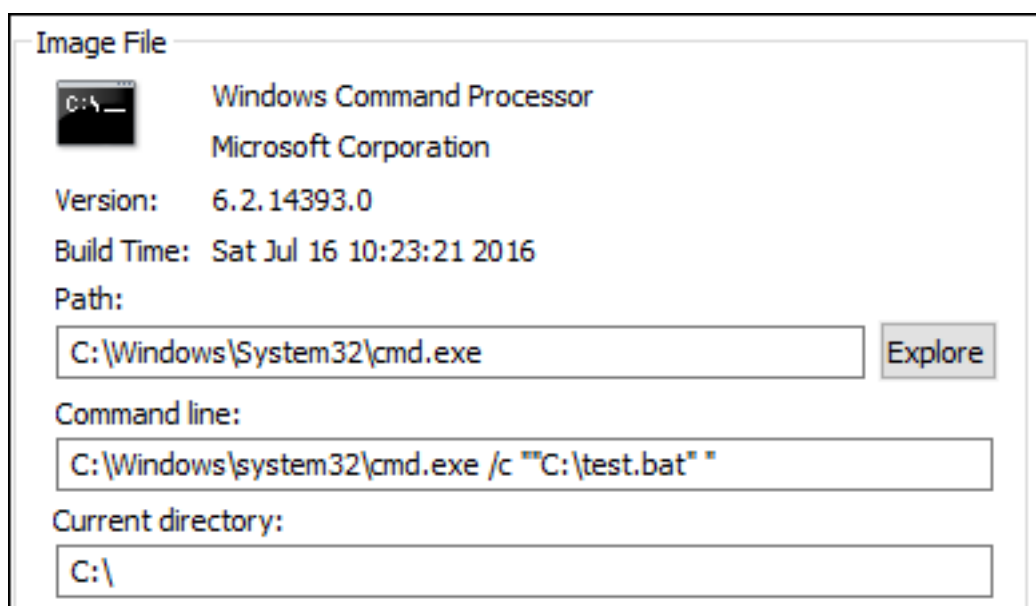 Image File
C:\
Windows Command Processor
Microsoft Corporation
Version: 6.2.14393.0
Build Time: Sat Jul 16 10:23:21 2016
Path:
C:\Windows\System32\cmd.exe Explore
Command line:
C:\Windows\system32\cmd.exe /c ""C:\test.bat" "
Current directory:
C:\